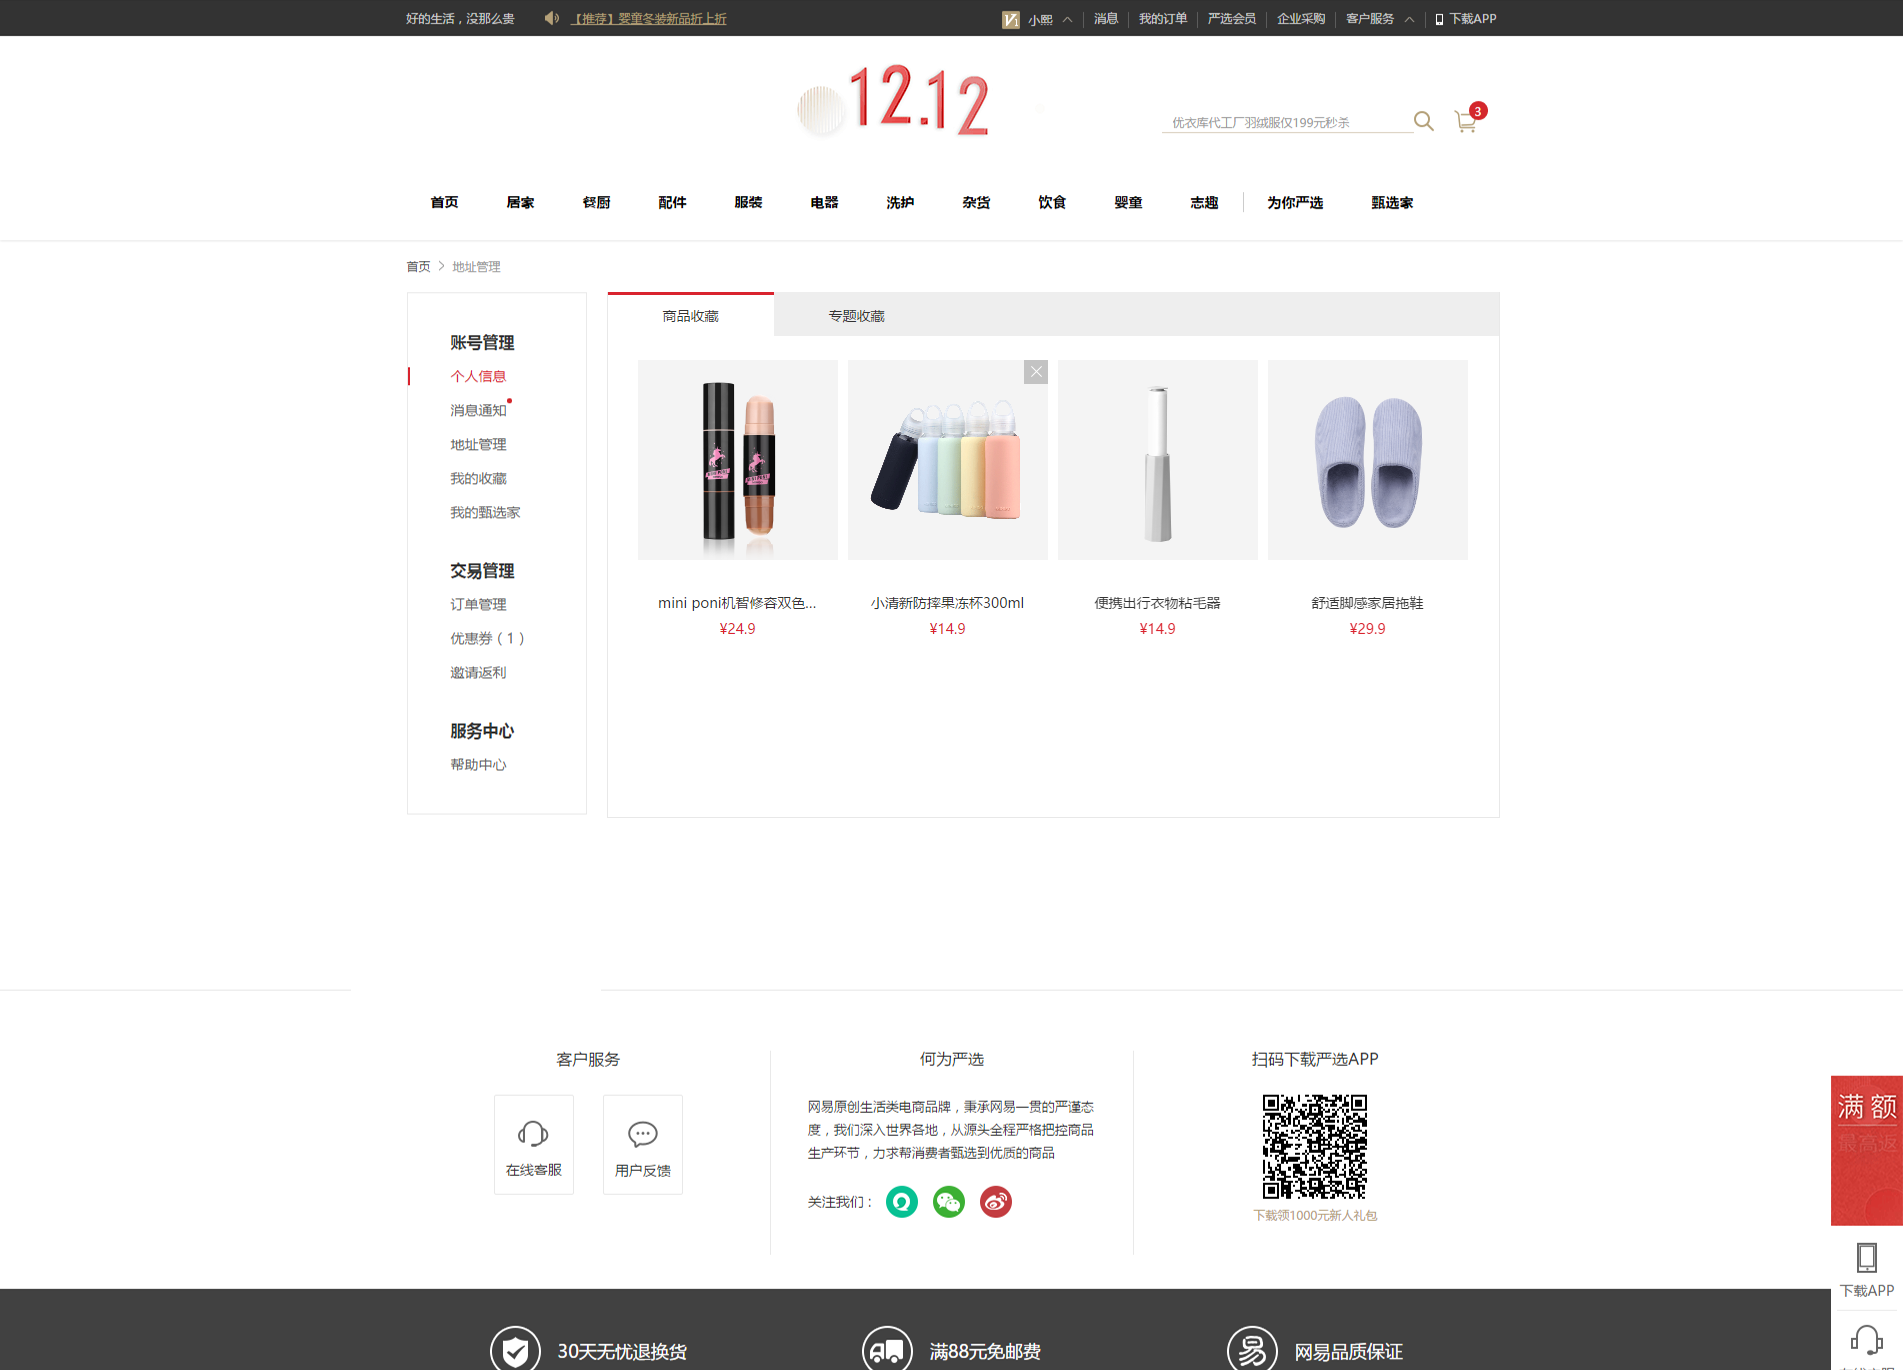 好的生活，没那么贵
【推荐】婴童冬装新品折上折
V1 小熙
消息
我的订单
严选会员
企业采购
客户服务
下载APP
12.12
优衣库代工厂羽绒服仅199元秒杀
3
首页 居家 餐厨 配件 服装 电器 洗护 杂货 饮食 婴童 志趣 为你严选 甄选家
首页 > 地址管理
账号管理
个人信息
消息通知
地址管理
我的收藏
我的甄选家
交易管理
订单管理
优惠券（1）
邀请返利
服务中心
帮助中心
商品收藏 专题收藏
mini poni机智修容双色...
¥24.9
小清新防摔果冻杯300ml
¥14.9
便携出行衣物粘毛器
¥14.9
舒适脚感家居拖鞋
¥29.9
客户服务
在线客服
用户反馈
何为严选
网易原创生活类电商品牌，秉承网易一贯的严谨态
度，我们深入世界各地，从源头全程严格把控商品
生产环节，力求帮消费者甄选到优质的商品
关注我们：
扫码下载严选APP
下载领1000元新人礼包
满额
最高返
下载APP
30天无忧退换货
满88元免邮费
易
网易品质保证